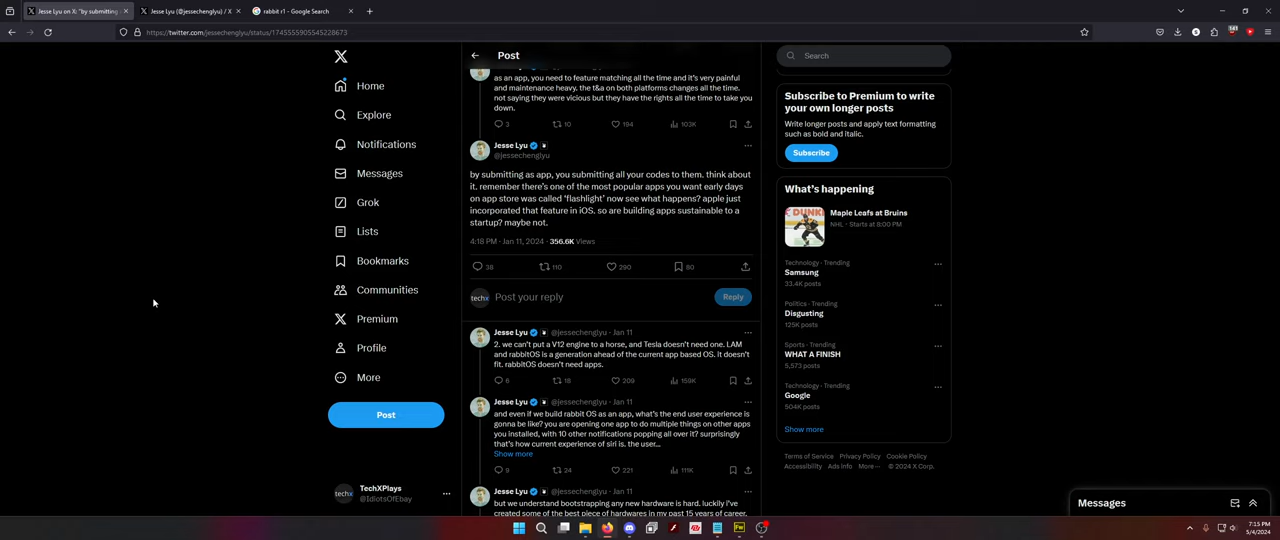 Jesse Lyu on X: "by submitting
Jesse Lyu (@jessechenglyu) / X
rabbit r1 - Google Search
https://twitter.com/jessechenglyu/status/1745555905545228673
141
Home
Explore
Notifications
Messages
Grok
Lists
Bookmarks
Communities
Premium
Profile
More
Post
TechXPlays
@IdiotsOfEbay
Post
as an app, you need to feature matching all the time and it's very painful
and maintenance heavy. the t&a on both platforms changes all the time.
not saying they were vicious but they have the rights all the time to take you
down.
3
10
194
103K
Jesse Lyu
@jessechenglyu
by submitting as app, you submitting all your codes to them. think about
it. remember there's one of the most popular apps you want early days
on app store was called 'flashlight' now see what happens? apple just
incorporated that feature in iOS. so are building apps sustainable to a
startup? maybe not.
4:18 PM · Jan 11, 2024 · 356.6K Views
38
110
290
80
techx
Post your reply
Reply
Jesse Lyu @jessechenglyu · Jan 11
2. we can't put a V12 engine to a horse, and Tesla doesn't need one. LAM
and rabbitOS is a generation ahead of the current app based OS. it doesn't
fit. rabbitOS doesn't need apps.
6
18
209
159K
Jesse Lyu @jessechenglyu · Jan 11
and even if we build rabbit OS as an app, what's the end user experience is
gonna be like? you are opening one app to do multiple things on other apps
you installed, with 10 other notifications popping all over it? surprisingly
that's how current experience of siri is. the user...
Show more
9
24
221
111K
Jesse Lyu @jessechenglyu · Jan 11
but we understand bootstrapping any new hardware is hard. luckily i've
created some of the best piece of hardwares in my past 15 years of career.
Search
Subscribe to Premium to write
your own longer posts
Write longer posts and apply text formatting
such as bold and italic.
Subscribe
What's happening
Maple Leafs at Bruins
NHL · Starts at 8:00 PM
Technology · Trending
Samsung
33.4K posts
Politics · Trending
Disgusting
125K posts
Sports · Trending
WHAT A FINISH
5,573 posts
Technology · Trending
Google
504K posts
Show more
Terms of Service Privacy Policy Cookie Policy
Accessibility Ads info More ··· © 2024 X Corp.
Messages
techx
7:15 PM
5/4/2024